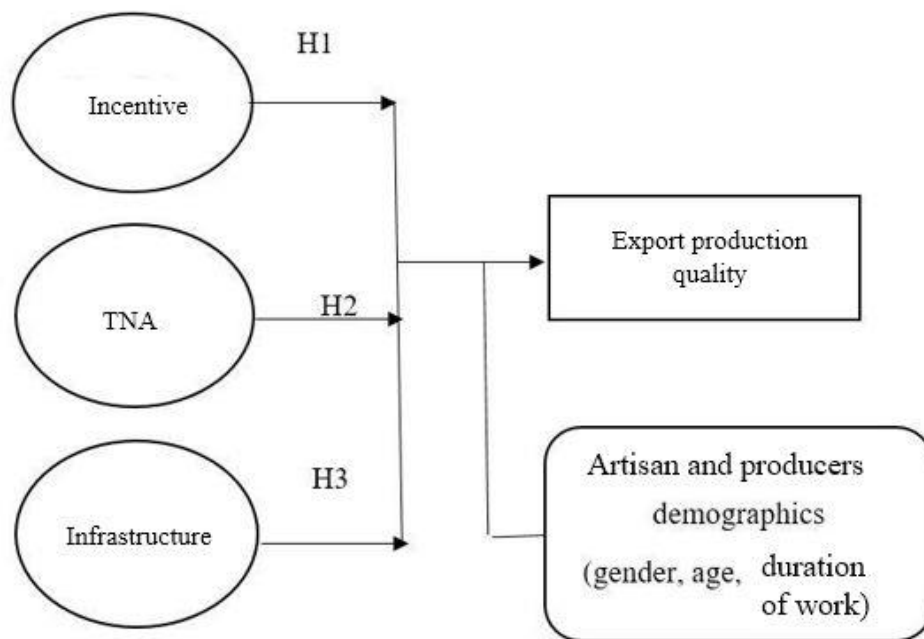 H1
Incentive
Export production
quality
H2
TNA
H3
Infrastructure
Artisan and producers
demographics
(gender, age, duration
of work)